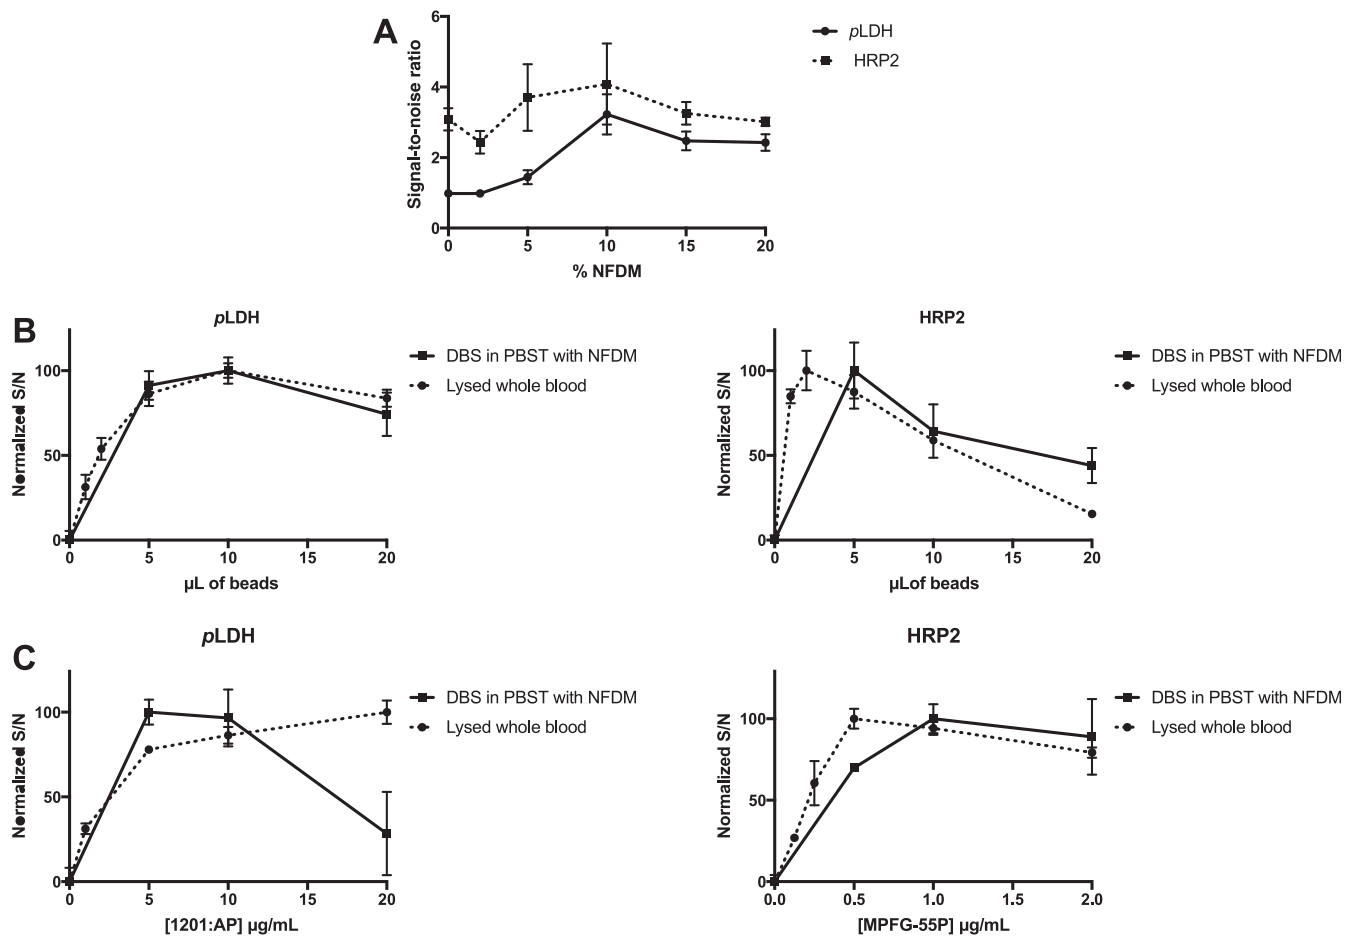 A
6
4
2
0
Signal-to-noise ratio
0 5 10 15 20
% NFDM
pLDH
HRP2
B
pLDH
100
50
0
Normalized S/N
0 5 10 15 20
µL of beads
DBS in PBST with NFDM
Lysed whole blood
HRP2
100
50
0
Normalized S/N
0 5 10 15 20
µLof beads
DBS in PBST with NFDM
Lysed whole blood
C
pLDH
100
50
0
Normalized S/N
0 5 10 15 20
[1201:AP] µg/mL
DBS in PBST with NFDM
Lysed whole blood
HRP2
100
50
0
Normalized S/N
0.0 0.5 1.0 1.5 2.0
[MPFG-55P] µg/mL
DBS in PBST with NFDM
Lysed whole blood